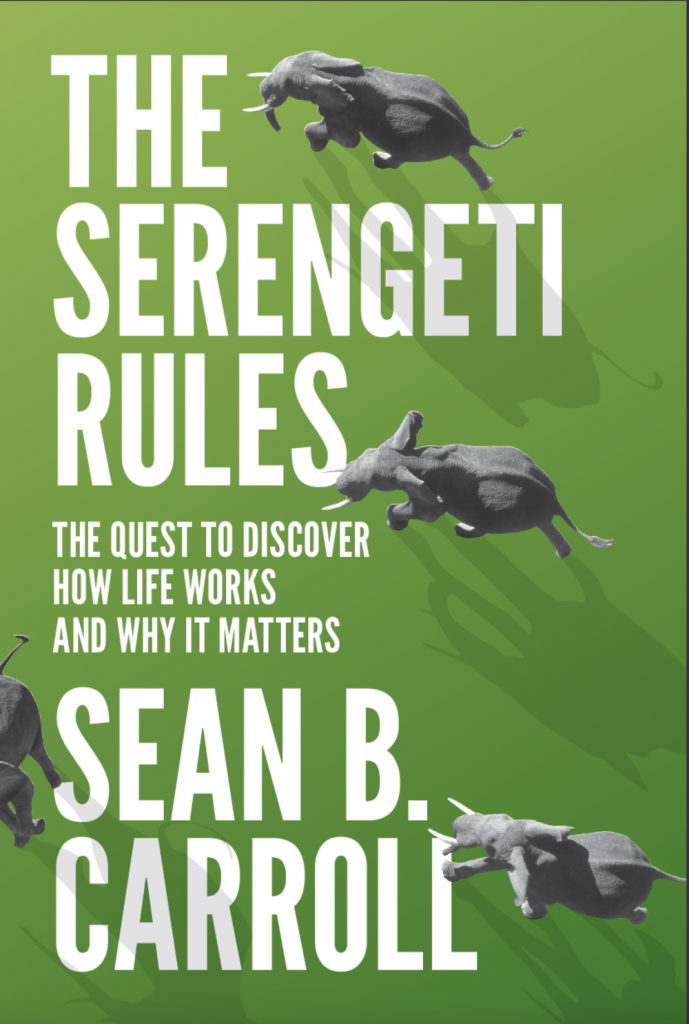 THE
SERENGETI
RULES
THE QUEST TO DISCOVER
HOW LIFE WORKS
AND WHY IT MATTERS
SEAN B.
CARROLL